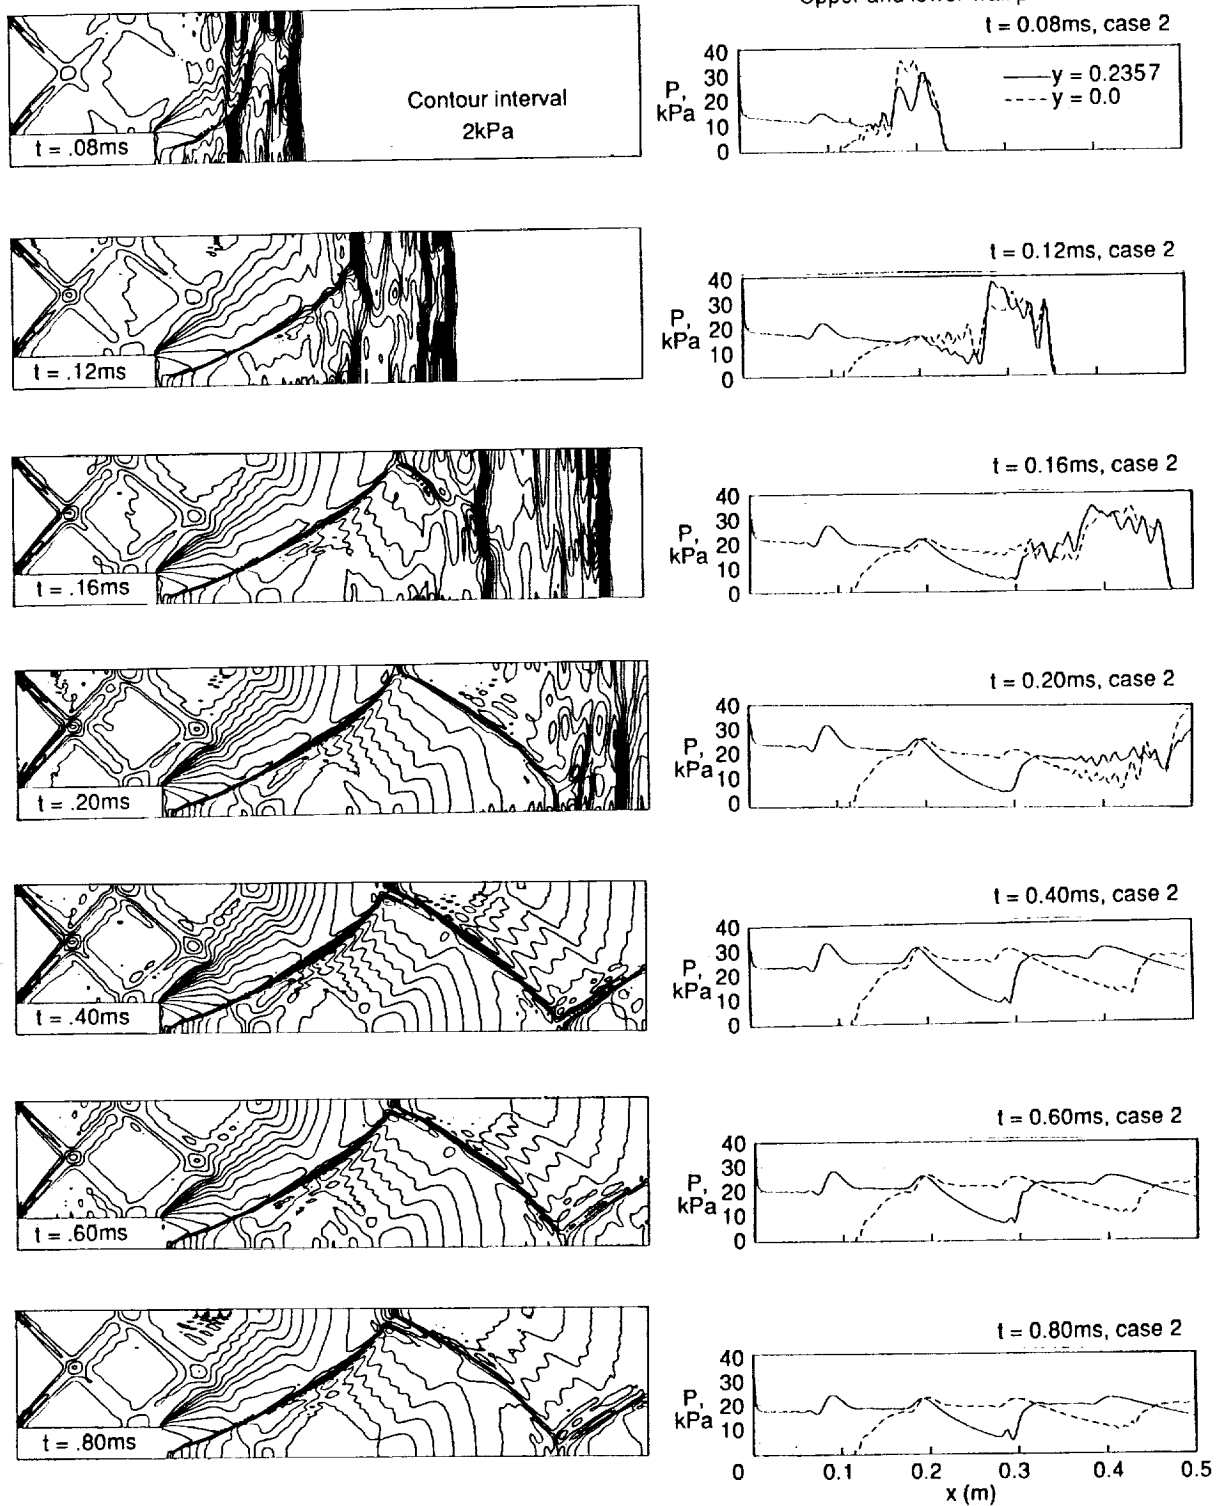 Upper and lower wall p
t = 0.08ms, case 2
Contour interval
2kPa
t = .08ms
P,
kPa
40
30
20
10
0
y = 0.2357
y = 0.0
t = 0.12ms, case 2
t = .12ms
P,
kPa
40
30
20
10
0
t = 0.16ms, case 2
t = .16ms
P,
kPa
40
30
20
10
0
t = 0.20ms, case 2
t = .20ms
P,
kPa
40
30
20
10
0
t = 0.40ms, case 2
t = .40ms
P,
kPa
40
30
20
10
0
t = 0.60ms, case 2
t = .60ms
P,
kPa
40
30
20
10
0
t = 0.80ms, case 2
t = .80ms
P,
kPa
40
30
20
10
0
0 0.1 0.2 0.3 0.4 0.5
x (m)